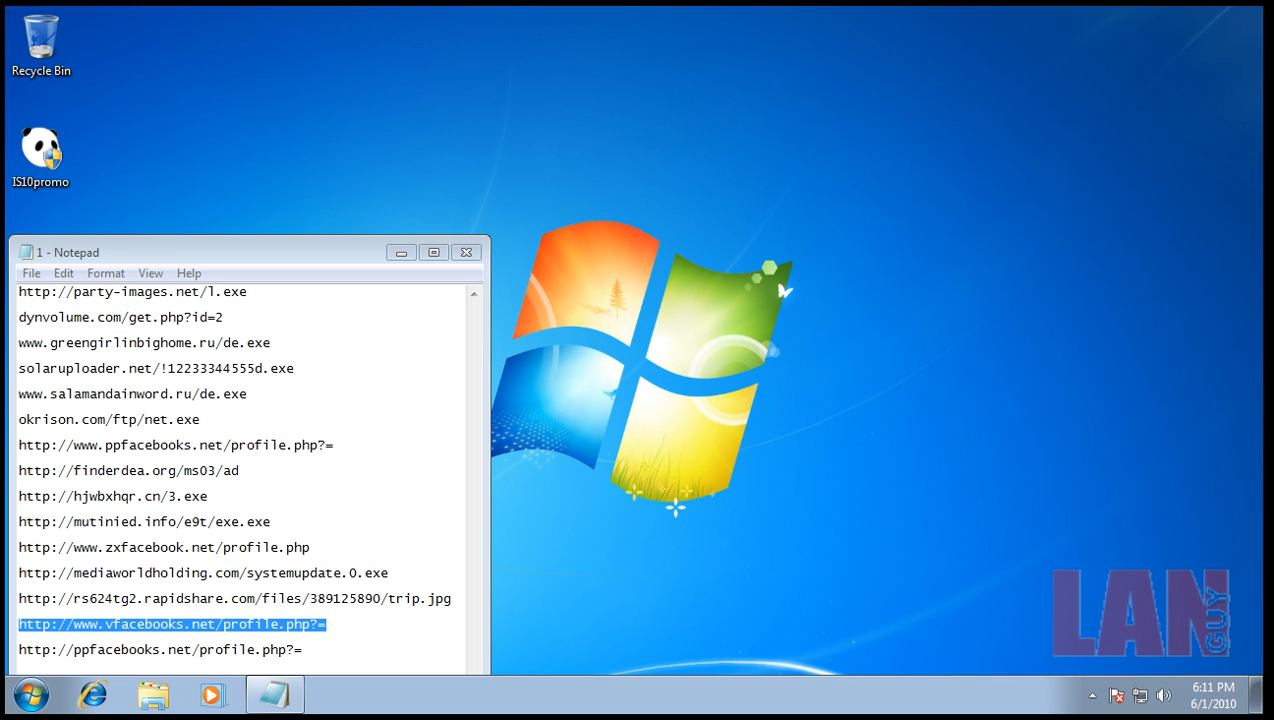 Recycle Bin
IS10promo
1 - Notepad
File Edit Format View Help
http://party-images.net/l.exe
dynvolume.com/get.php?id=2
www.greengirlinbighome.ru/de.exe
solaruploader.net/!12233344555d.exe
www.salamandainword.ru/de.exe
okrison.com/ftp/net.exe
http://www.ppfacebooks.net/profile.php?=
http://finderdea.org/ms03/ad
http://hjwbxhqr.cn/3.exe
http://mutinied.info/e9t/exe.exe
http://www.zxfacebook.net/profile.php
http://mediaworldholding.com/systemupdate.0.exe
http://rs624tg2.rapidshare.com/files/389125890/trip.jpg
http://www.vfacebooks.net/profile.php?=
http://ppfacebooks.net/profile.php?=
LAN
GUY
6:11 PM
6/1/2010